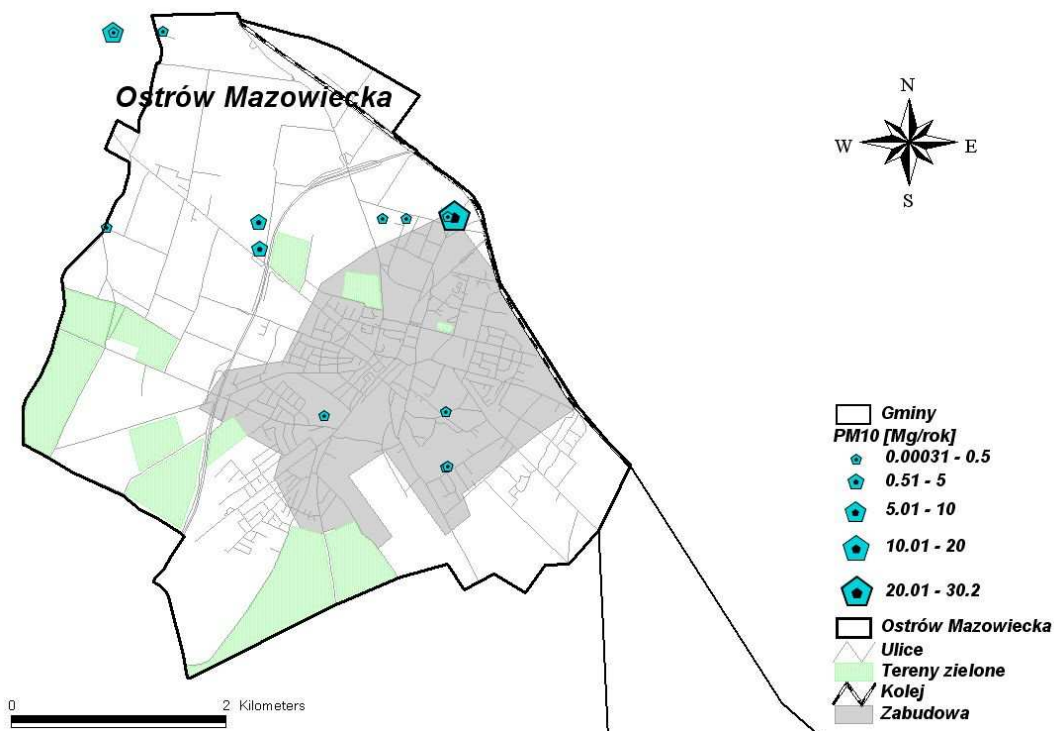 Ostrów Mazowiecka
N
W E
S
Gminy
PM10 [Mg/rok]
0.00031 - 0.5
0.51 - 5
5.01 - 10
10.01 - 20
20.01 - 30.2
Ostrów Mazowiecka
Ulice
Tereny zielone
Kolej
Zabudowa
0 2 Kilometers